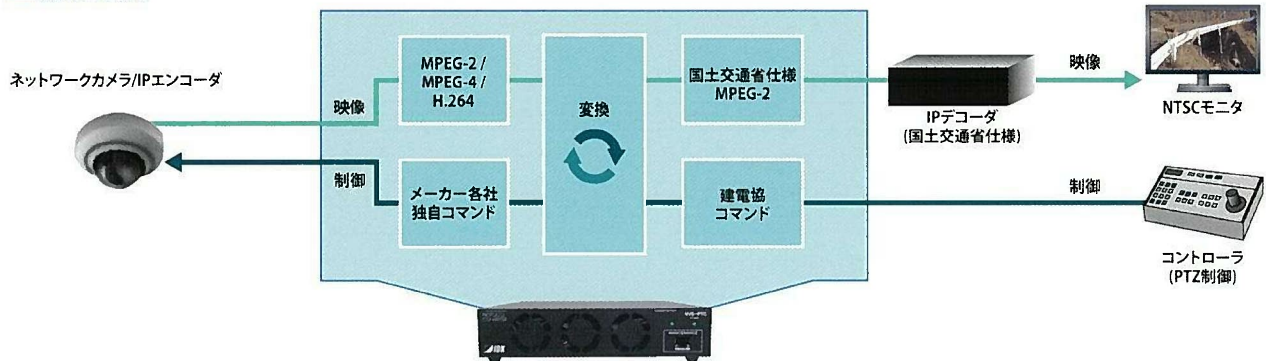 ネットワークカメラ/IPエンコーダ
映像
制御
MPEG-2 /
MPEG-4 /
H.264
メーカー各社
独自コマンド
変換
国土交通省仕様
MPEG-2
建電協
コマンド
IPデコーダ
(国土交通省仕様)
映像
NTSCモニタ
制御
コントローラ
(PTZ制御)
MAINTENANCE
IDK